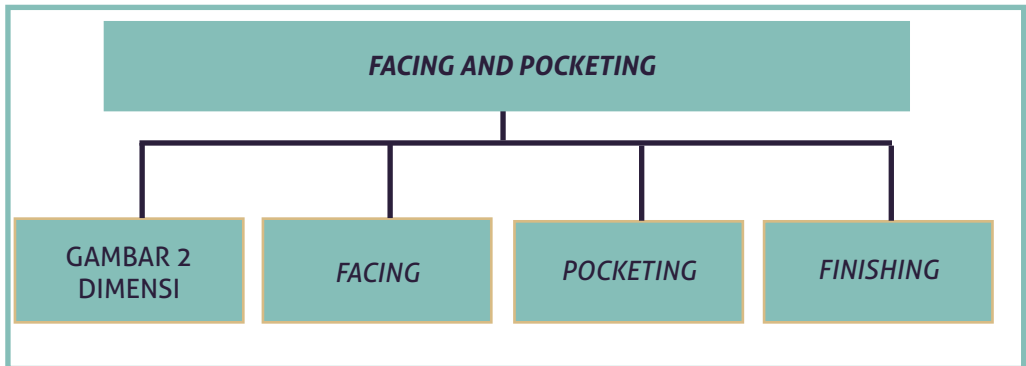 FACING AND POCKETING
GAMBAR 2
DIMENSI
FACING
POCKETING
FINISHING